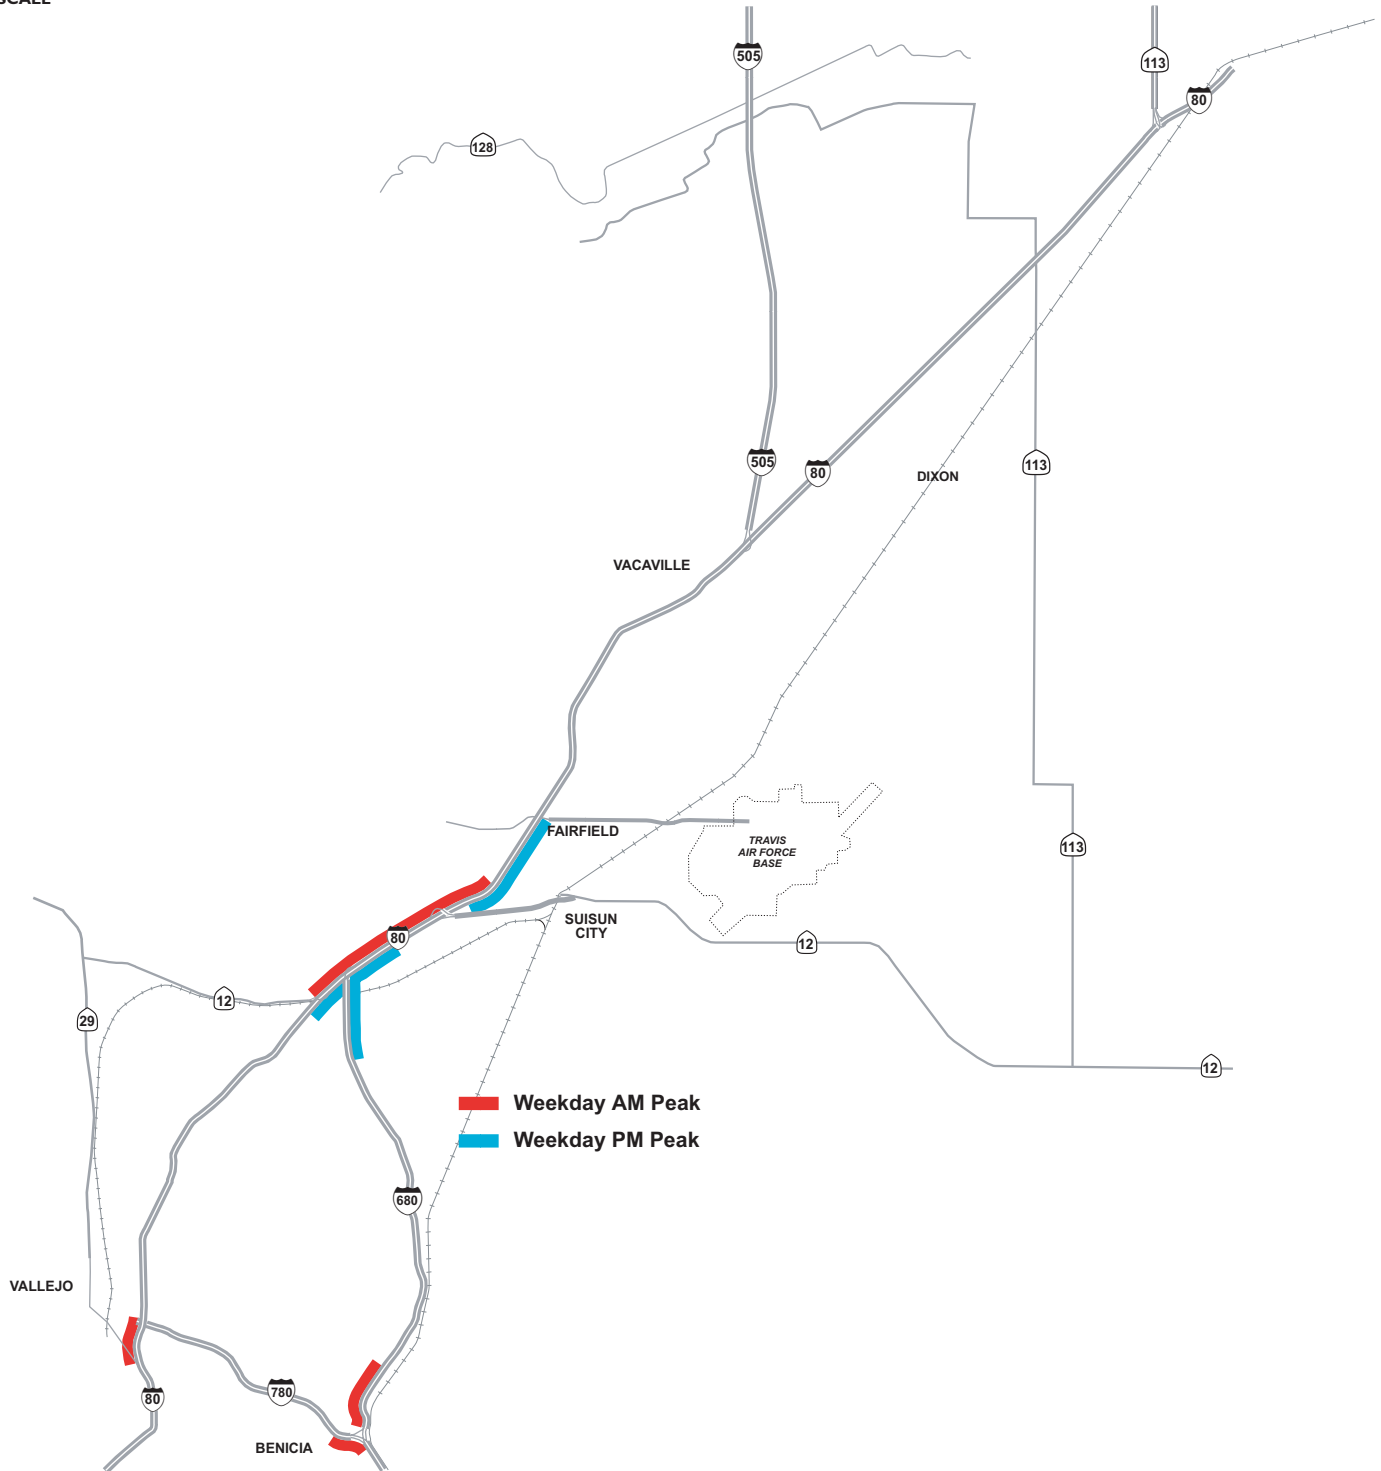 SCALE
505
113
80
128
505
80
113
DIXON
VACAVILLE
FAIRFIELD
TRAVIS
AIR FORCE
BASE
113
SUISUN
CITY
80
12
12
29
12
Weekday AM Peak
Weekday PM Peak
680
VALLEJO
780
80
BENICIA